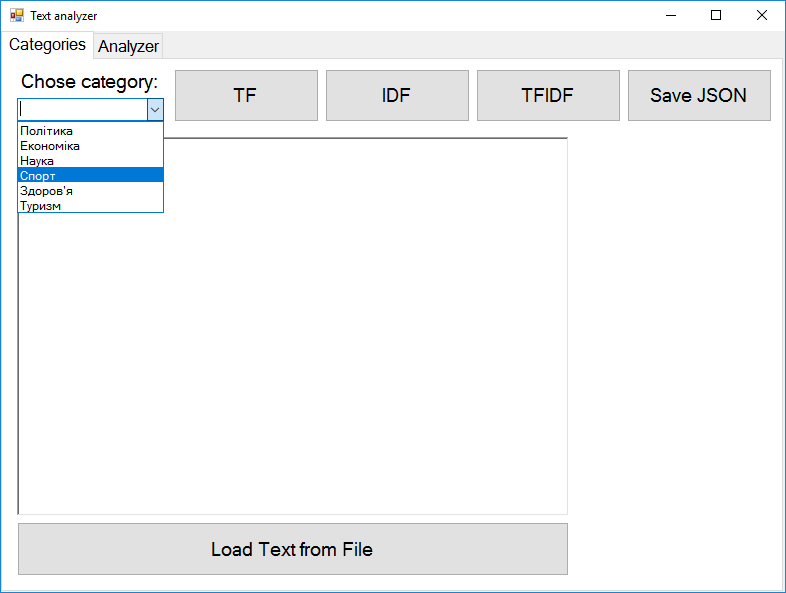 Text analyzer
Categories Analyzer
Chose category:
TF IDF TFIDF Save JSON
Політика
Економіка
Наука
Спорт
Здоров'я
Туризм
Load Text from File